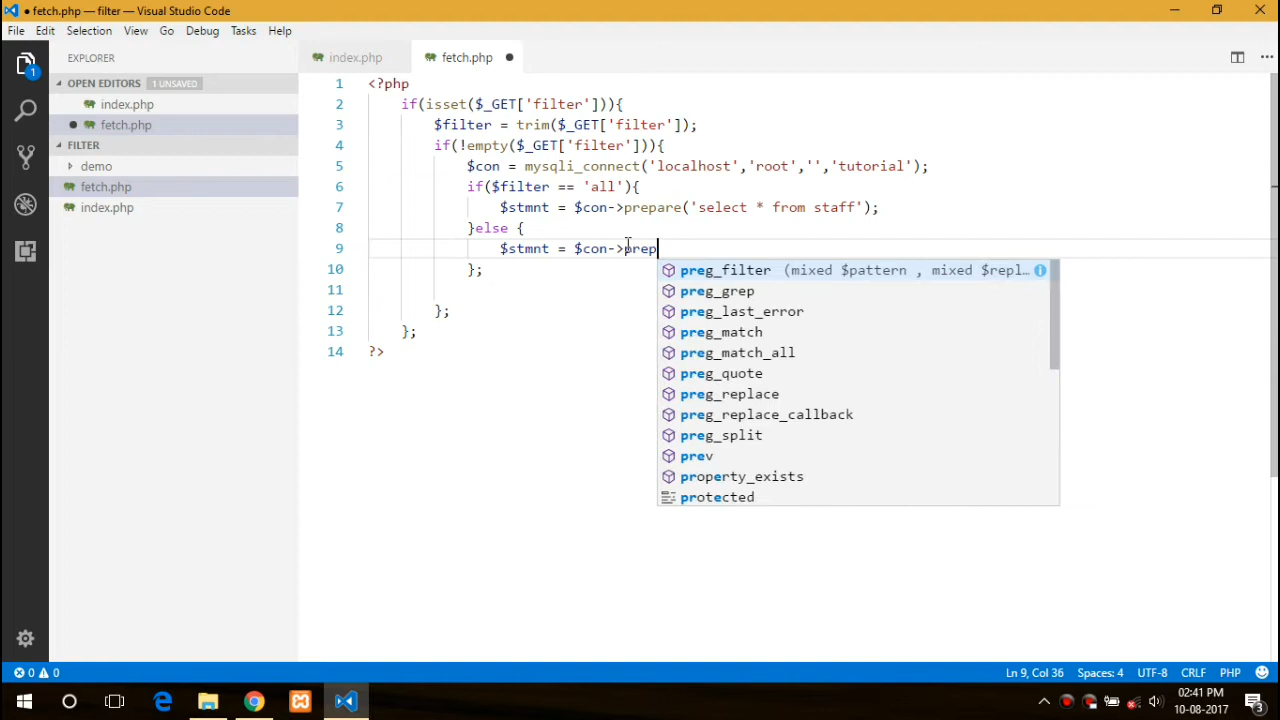 ● fetch.php — filter — Visual Studio Code
File Edit Selection View Go Debug Tasks Help
EXPLORER
index.php
fetch.php ●
OPEN EDITORS 1 UNSAVED
index.php
● fetch.php
FILTER
demo
fetch.php
index.php
1
1 <?php
2 if(isset($_GET['filter'])){
3 $filter = trim($_GET['filter']);
4 if(!empty($_GET['filter'])){
5 $con = mysqli_connect('localhost','root','','tutorial');
6 if($filter == 'all'){
7 $stmnt = $con->prepare('select * from staff');
8 }else {
9 $stmnt = $con->prep
10 };
11
12 };
13 };
14 ?>
preg_filter (mixed $pattern , mixed $repl…
preg_grep
preg_last_error
preg_match
preg_match_all
preg_quote
preg_replace
preg_replace_callback
preg_split
prev
property_exists
protected
0 0
Ln 9, Col 36 Spaces: 4 UTF-8 CRLF PHP
02:41 PM
10-08-2017
3